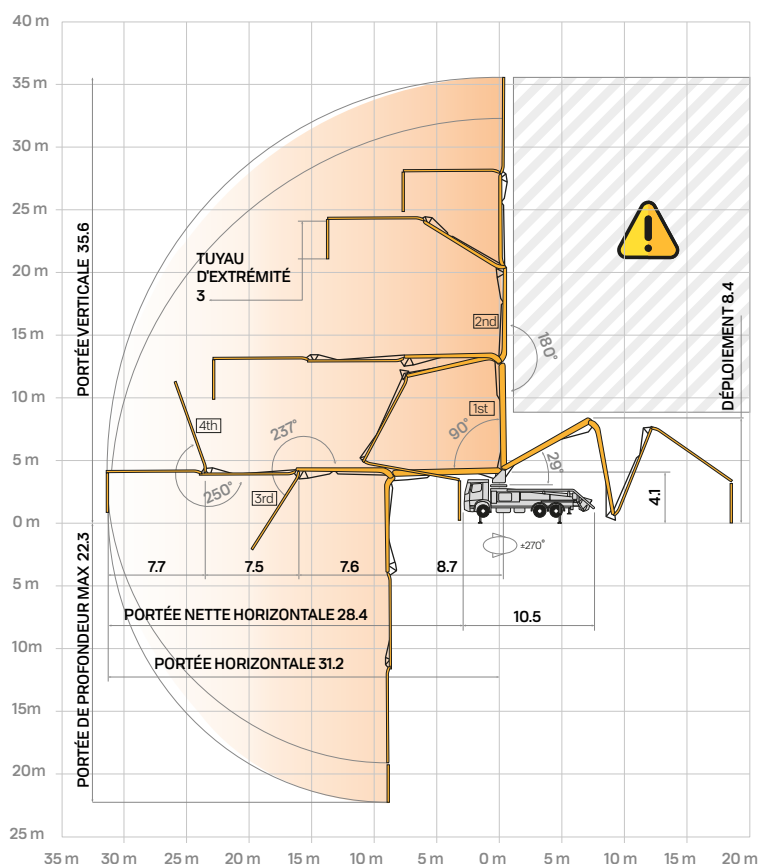 40 m
35 m
30 m
25 m
20 m
15 m
10 m
5 m
0 m
5 m
10m
15 m
20 m
25 m
PORTÉE VERTICALE 35.6
PORTÉE DE PROFONDEUR MAX 22.3
TUYAU
D'EXTRÉMITÉ
3
2nd
180°
DÉPLOIEMENT 8.4
1st
90°
29°
4th
237°
250°
3rd
4.1
±270°
7.7
7.5
7.6
8.7
PORTÉE NETTE HORIZONTALE 28.4
10.5
PORTÉE HORIZONTALE 31.2
35 m 30 m 25 m 20 m 15 m 10 m 5 m 0 m 5 m 10 m 15 m 20 m